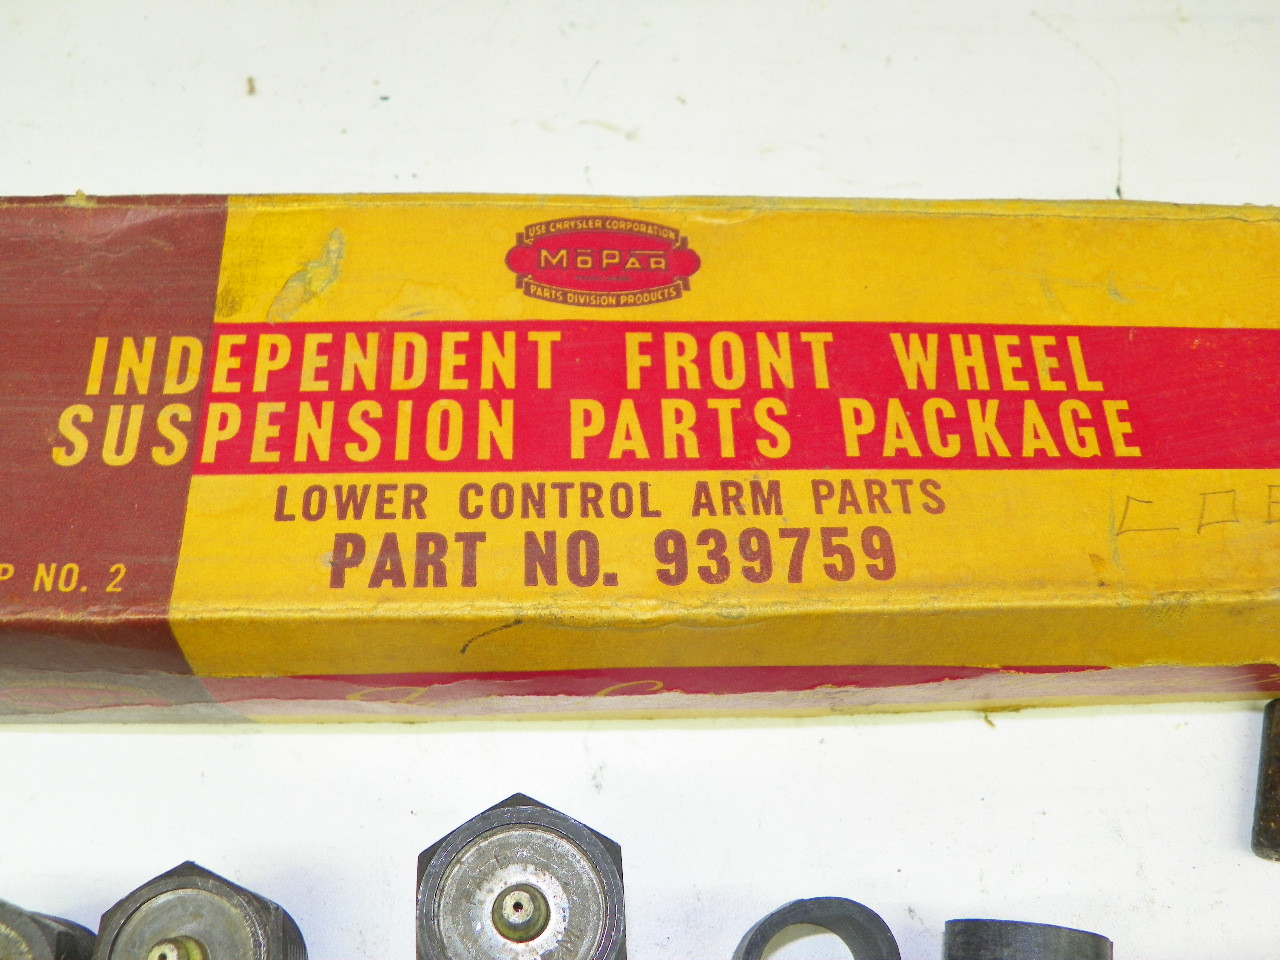 USE CHRYSLER CORPORATION
MOPAR
PARTS DIVISION PRODUCTS
INDEPENDENT FRONT WHEEL
SUSPENSION PARTS PACKAGE
LOWER CONTROL ARM PARTS
PART NO. 939759
P NO. 2